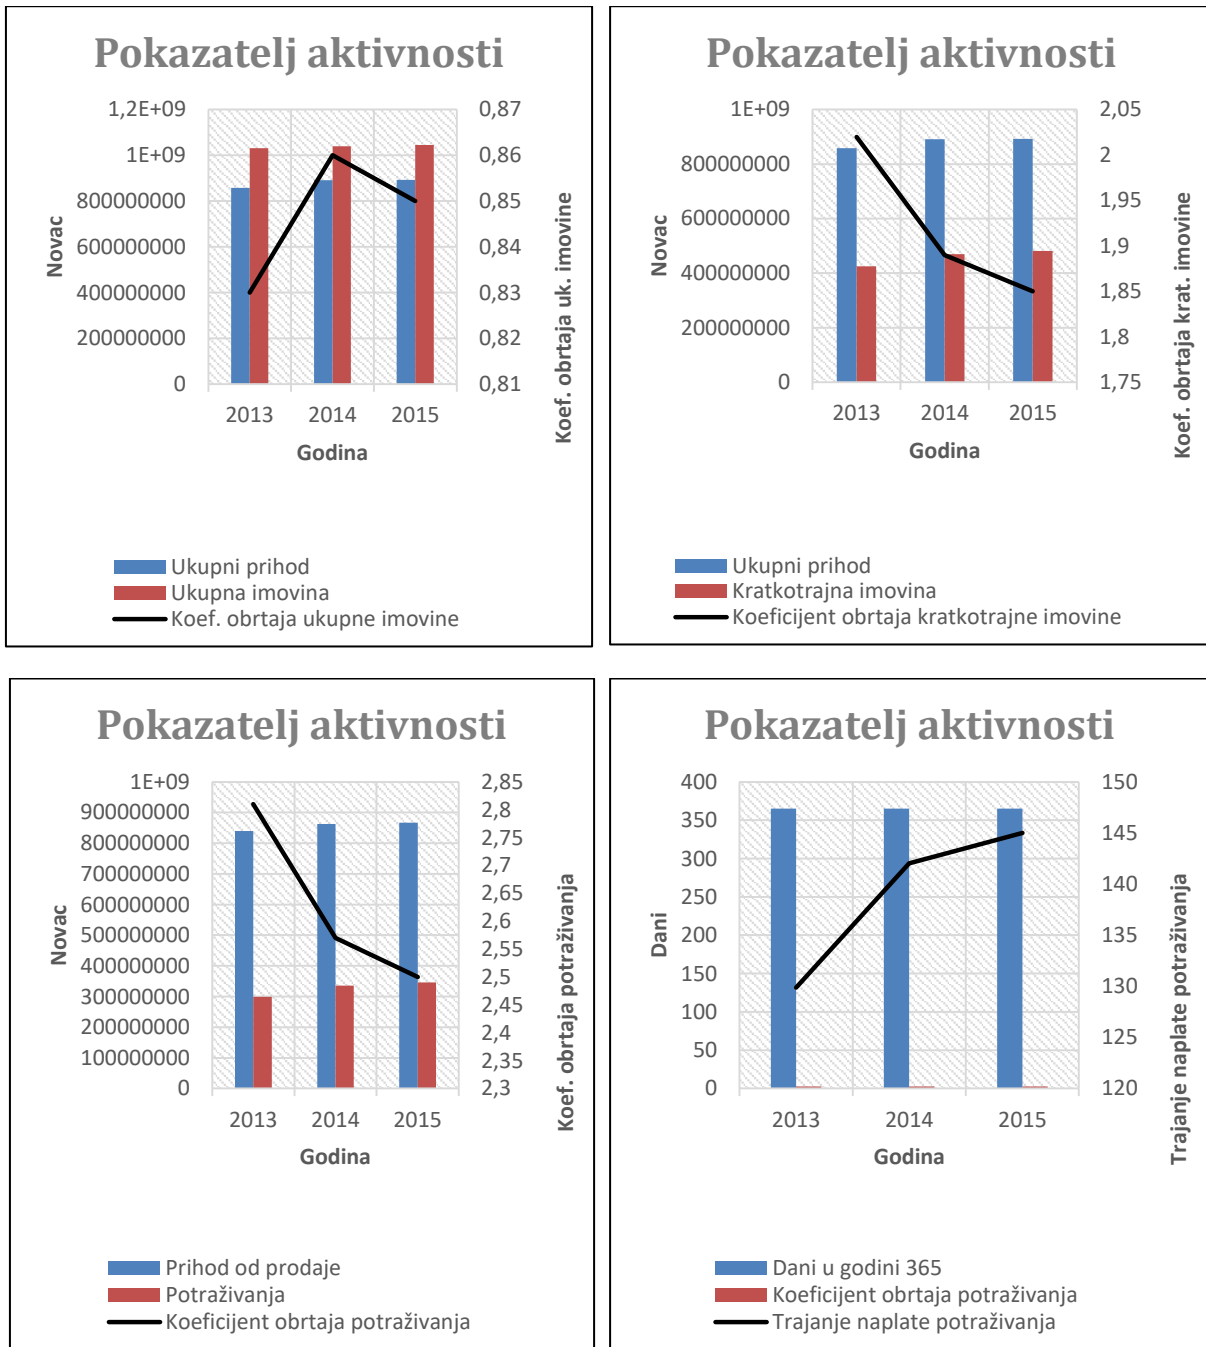 Pokazatelj aktivnosti
1,2E+09
1E+09
800000000
600000000
400000000
200000000
0
0,87
0,86
0,85
0,84
0,83
0,82
0,81
Novac
Koef. obrtaja uk. imovine
2013 2014 2015
Godina
Ukupni prihod
Ukupna imovina
Koef. obrtaja ukupne imovine
Pokazatelj aktivnosti
1E+09
800000000
600000000
400000000
200000000
0
2,05
2
1,95
1,9
1,85
1,8
1,75
Novac
Koef. obrtaja krat. imovine
2013 2014 2015
Godina
Ukupni prihod
Kratkotrajna imovina
Koeficijent obrtaja kratkotrajne imovine
Pokazatelj aktivnosti
1E+09
900000000
800000000
700000000
600000000
500000000
400000000
300000000
200000000
100000000
0
2,85
2,8
2,75
2,7
2,65
2,6
2,55
2,5
2,45
2,4
2,35
2,3
Novac
Koef. obrtaja potraživanja
2013 2014 2015
Godina
Prihod od prodaje
Potraživanja
Koeficijent obrtaja potraživanja
Pokazatelj aktivnosti
400
350
300
250
200
150
100
50
0
150
145
140
135
130
125
120
Dani
Trajanje naplate potraživanja
2013 2014 2015
Godina
Dani u godini 365
Koeficijent obrtaja potraživanja
Trajanje naplate potraživanja